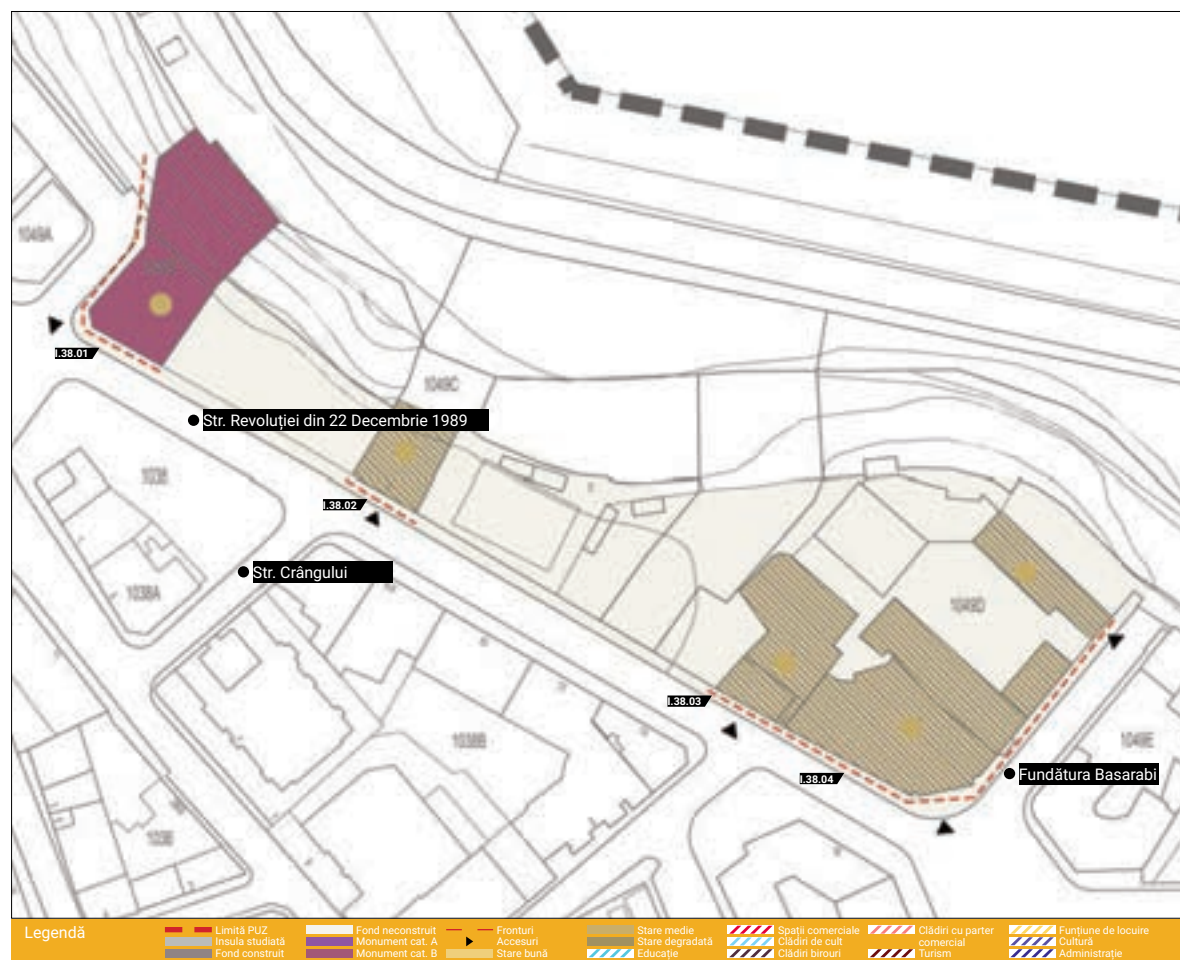 1049A
I.38.01
1049C
Str. Revoluției din 22 Decembrie 1989
I.38.02
Str. Crângului
1038A
1049D
I.38.03
1038B
1049E
Fundătura Basarabi
I.38.04
Legendă
Limită PUZ
Insula studiată
Fond construit
Fond neconstruit
Monument cat. A
Monument cat. B
Fronturi
Accesuri
Stare bună
Stare medie
Stare degradată
Educație
Spații comerciale
Clădiri de cult
Clădiri birouri
Clădiri cu parter
comercial
Turism
Funțiune de locuire
Cultură
Administrație